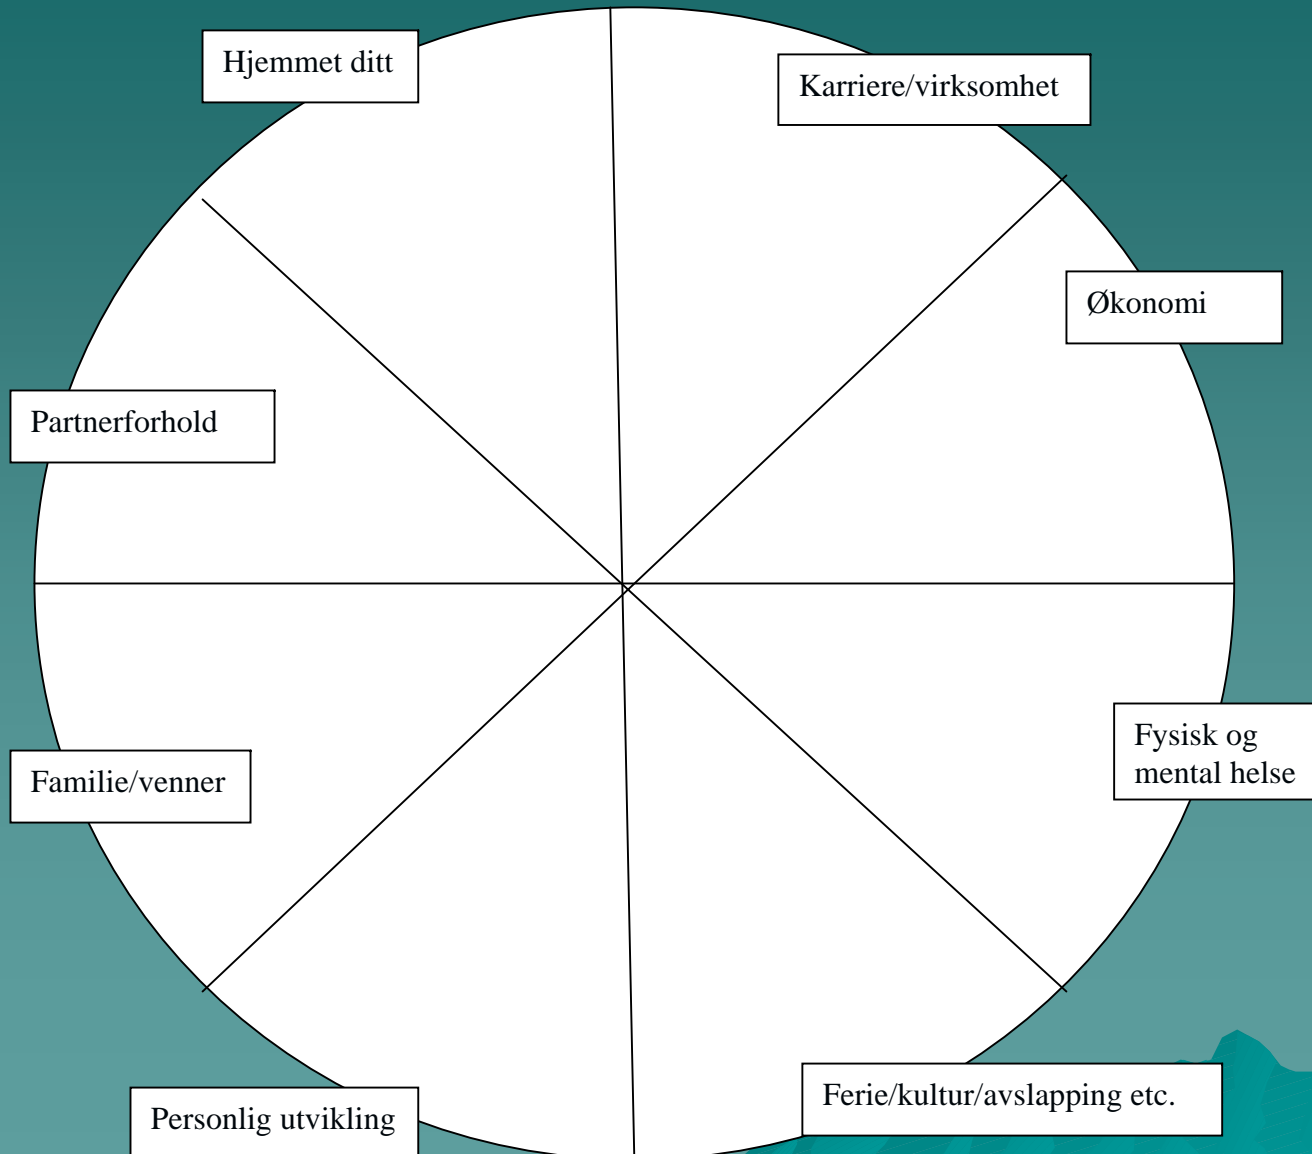 Hjemmet ditt
Karriere/virksomhet
Økonomi
Partnerforhold
Fysisk og
mental helse
Familie/venner
Ferie/kultur/avslapping etc.
Personlig utvikling